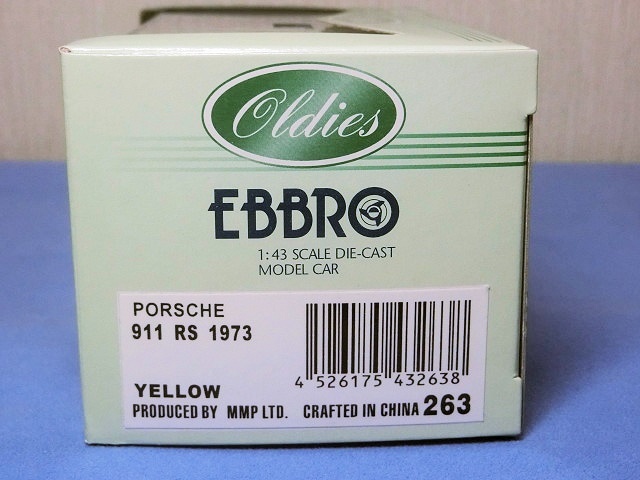 Oldies
EBBRO
1:43 SCALE DIE-CAST
MODEL CAR
PORSCHE
911 RS 1973
4 526175 432638
YELLOW
PRODUCED BY MMP LTD. CRAFTED IN CHINA 263